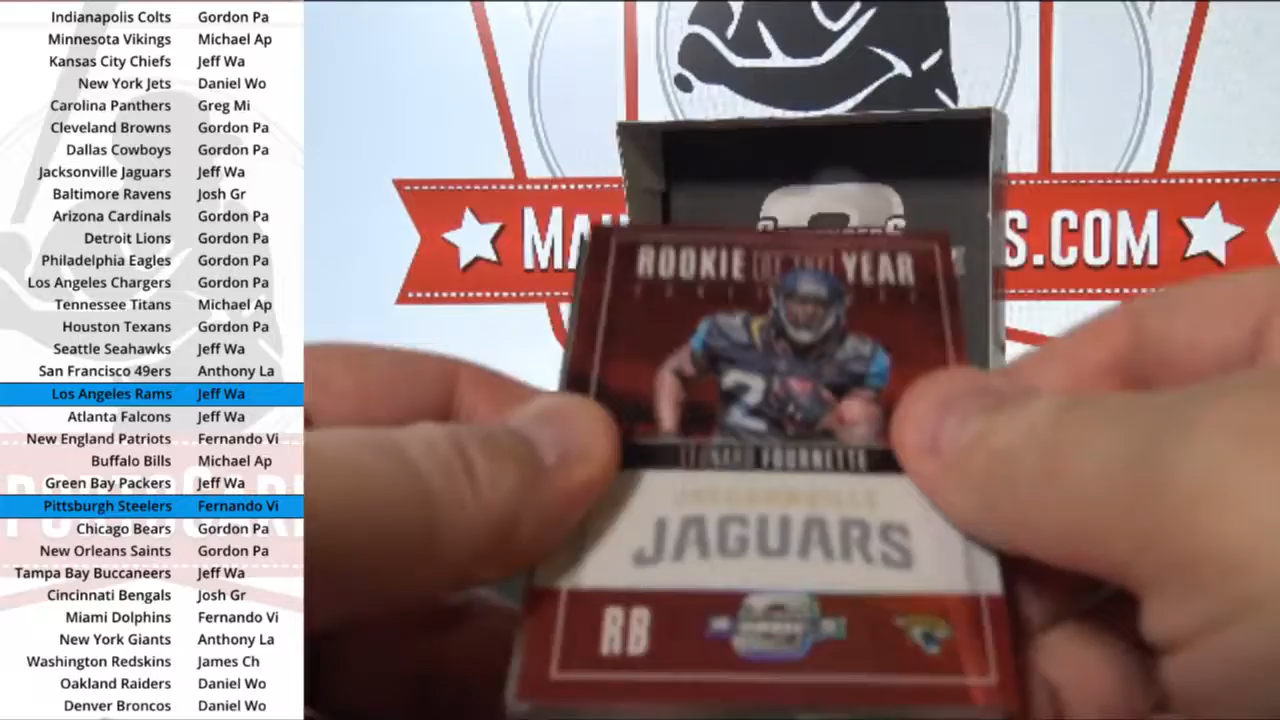 Indianapolis Colts Gordon Pa
Minnesota Vikings Michael Ap
Kansas City Chiefs Jeff Wa
New York Jets Daniel Wo
Carolina Panthers Greg Mi
Cleveland Browns Gordon Pa
Dallas Cowboys Gordon Pa
Jacksonville Jaguars Jeff Wa
Baltimore Ravens Josh Gr
Arizona Cardinals Gordon Pa
Detroit Lions Gordon Pa
Philadelphia Eagles Gordon Pa
Los Angeles Chargers Gordon Pa
Tennessee Titans Michael Ap
Houston Texans Gordon Pa
Seattle Seahawks Jeff Wa
San Francisco 49ers Anthony La
Los Angeles Rams Jeff Wa
Atlanta Falcons Jeff Wa
New England Patriots Fernando Vi
Buffalo Bills Michael Ap
Green Bay Packers Jeff Wa
Pittsburgh Steelers Fernando Vi
Chicago Bears Gordon Pa
New Orleans Saints Gordon Pa
Tampa Bay Buccaneers Jeff Wa
Cincinnati Bengals Josh Gr
Miami Dolphins Fernando Vi
New York Giants Anthony La
Washington Redskins James Ch
Oakland Raiders Daniel Wo
Denver Broncos Daniel Wo
S.COM
ROOKIE OF THE YEAR
FOURNETTE
JACKSONVILLE
JAGUARS
RB